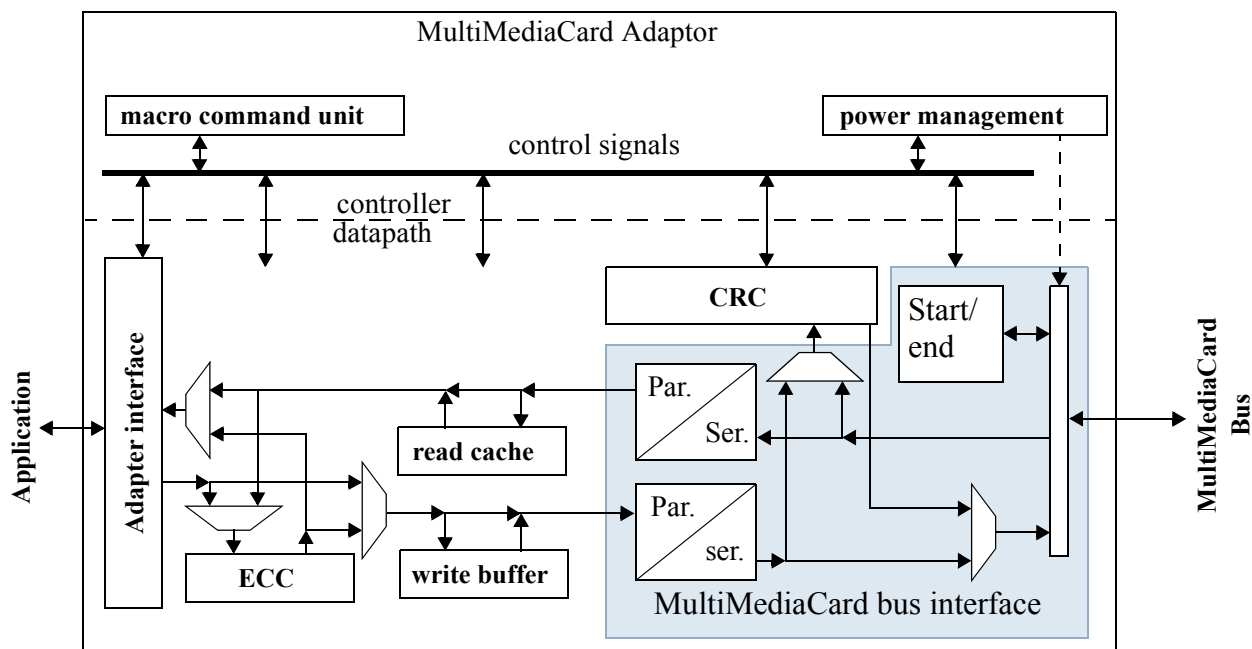 MultiMediaCard Adaptor
macro command unit
power management
control signals
controller
datapath
CRC
Start/
end
Adapter interface
Application
MultiMediaCard
Bus
Par.
Ser.
read cache
Par.
ser.
ECC
write buffer
MultiMediaCard bus interface